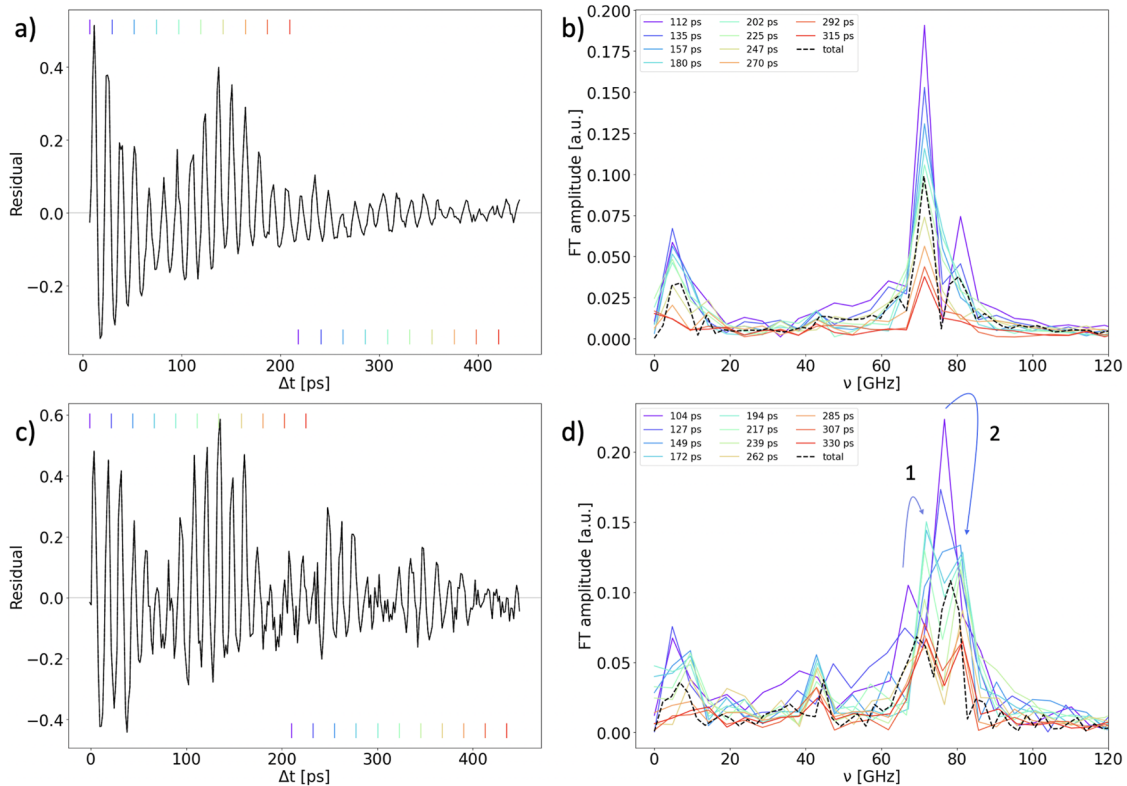 a)
0.4
0.2
0.0
−0.2
Residual
0 100 200 300 400
Δt [ps]
b)
0.200
0.175
0.150
0.125
0.100
0.075
0.050
0.025
0.000
FT amplitude [a.u.]
112 ps 202 ps 292 ps
135 ps 225 ps 315 ps
157 ps 247 ps total
180 ps 270 ps
0 20 40 60 80 100 120
ν [GHz]
c)
0.6
0.4
0.2
0.0
−0.2
−0.4
Residual
0 100 200 300 400
Δt [ps]
d)
0.20
0.15
0.10
0.05
0.00
FT amplitude [a.u.]
104 ps 194 ps 285 ps
127 ps 217 ps 307 ps
149 ps 239 ps 330 ps
172 ps 262 ps total
1
2
0 20 40 60 80 100 120
ν [GHz]